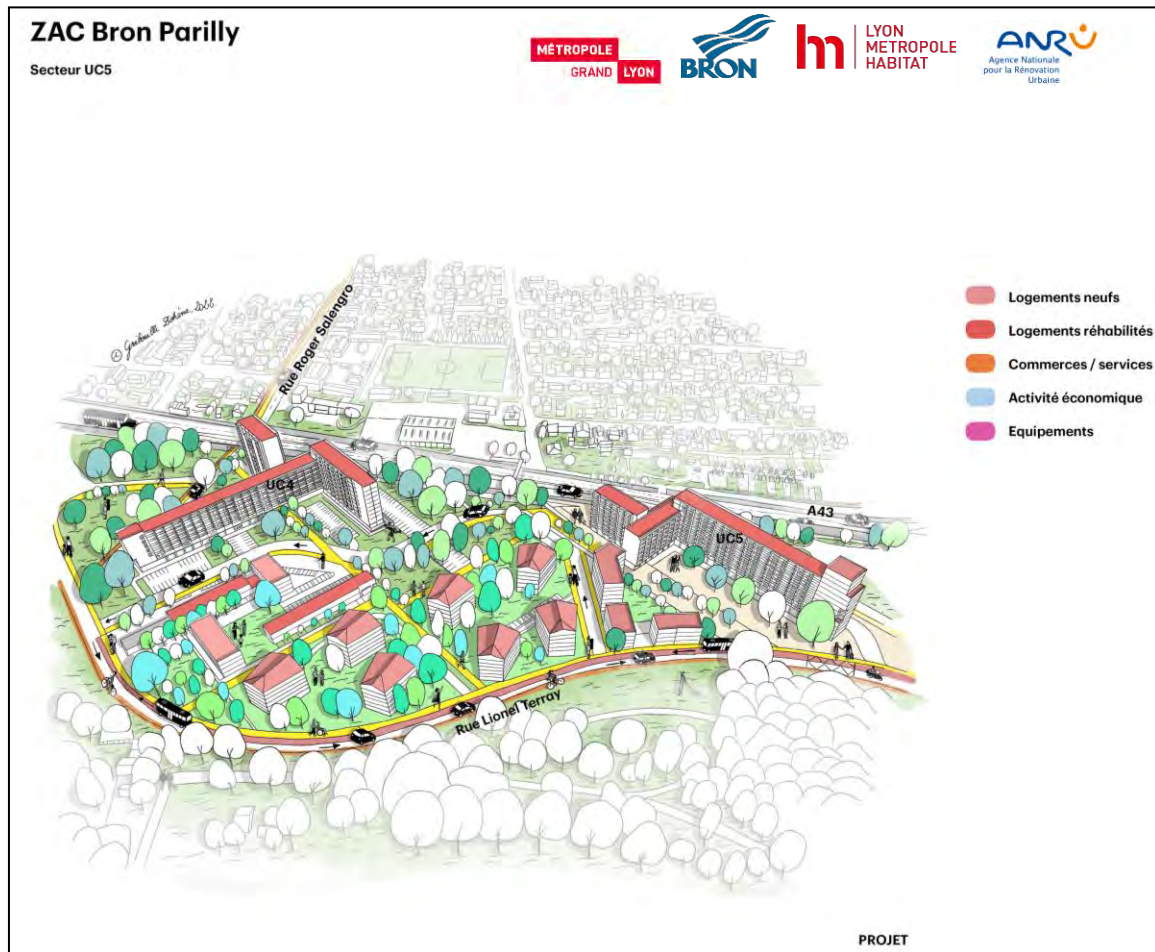 ZAC Bron Parilly
Secteur UC5
MÉTROPOLE
GRAND LYON
BRON
lm
LYON
METROPOLE
HABITAT
ANRU
Agence Nationale
pour la Rénovation
Urbaine
Logements neufs
Logements réhabilités
Commerces / services
Activité économique
Equipements
Rue Roger Salengro
UC4
A43
UC5
Rue Lionel Terray
PROJET